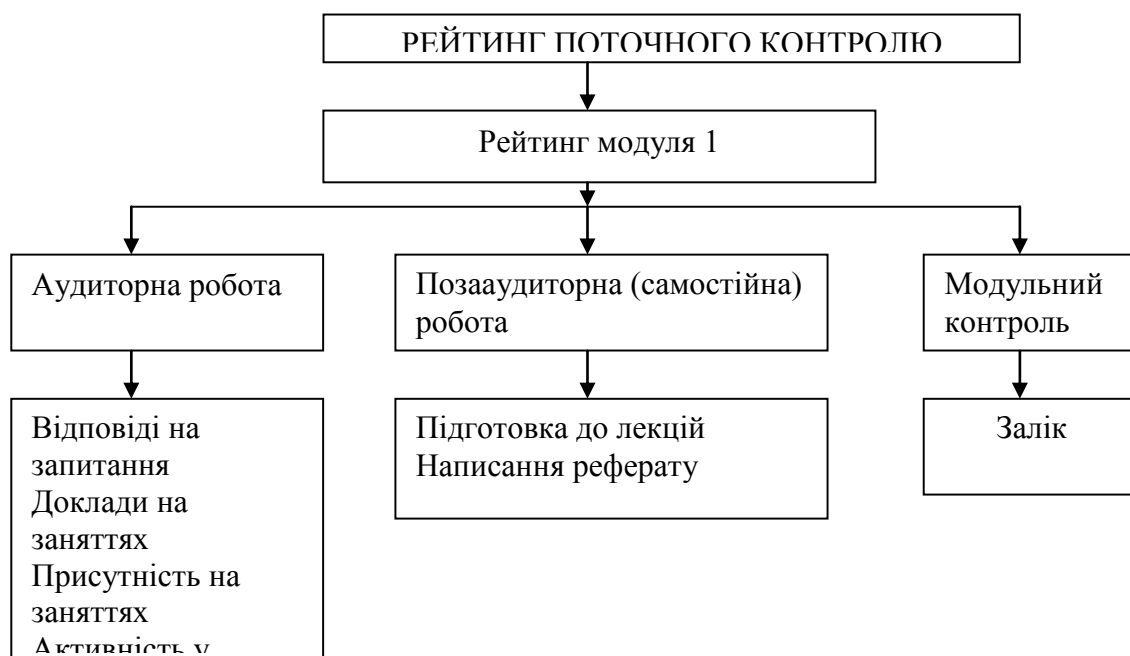 РЕЙТИНГ ПОТОЧНОГО КОНТРОЛЮ
Рейтинг модуля 1
Аудиторна робота
Позааудиторна (самостійна)
робота
Модульний
контроль
Відповіді на
запитання
Доклади на
заняттях
Присутність на
заняттях
Активність у
Підготовка до лекцій
Написання реферату
Залік